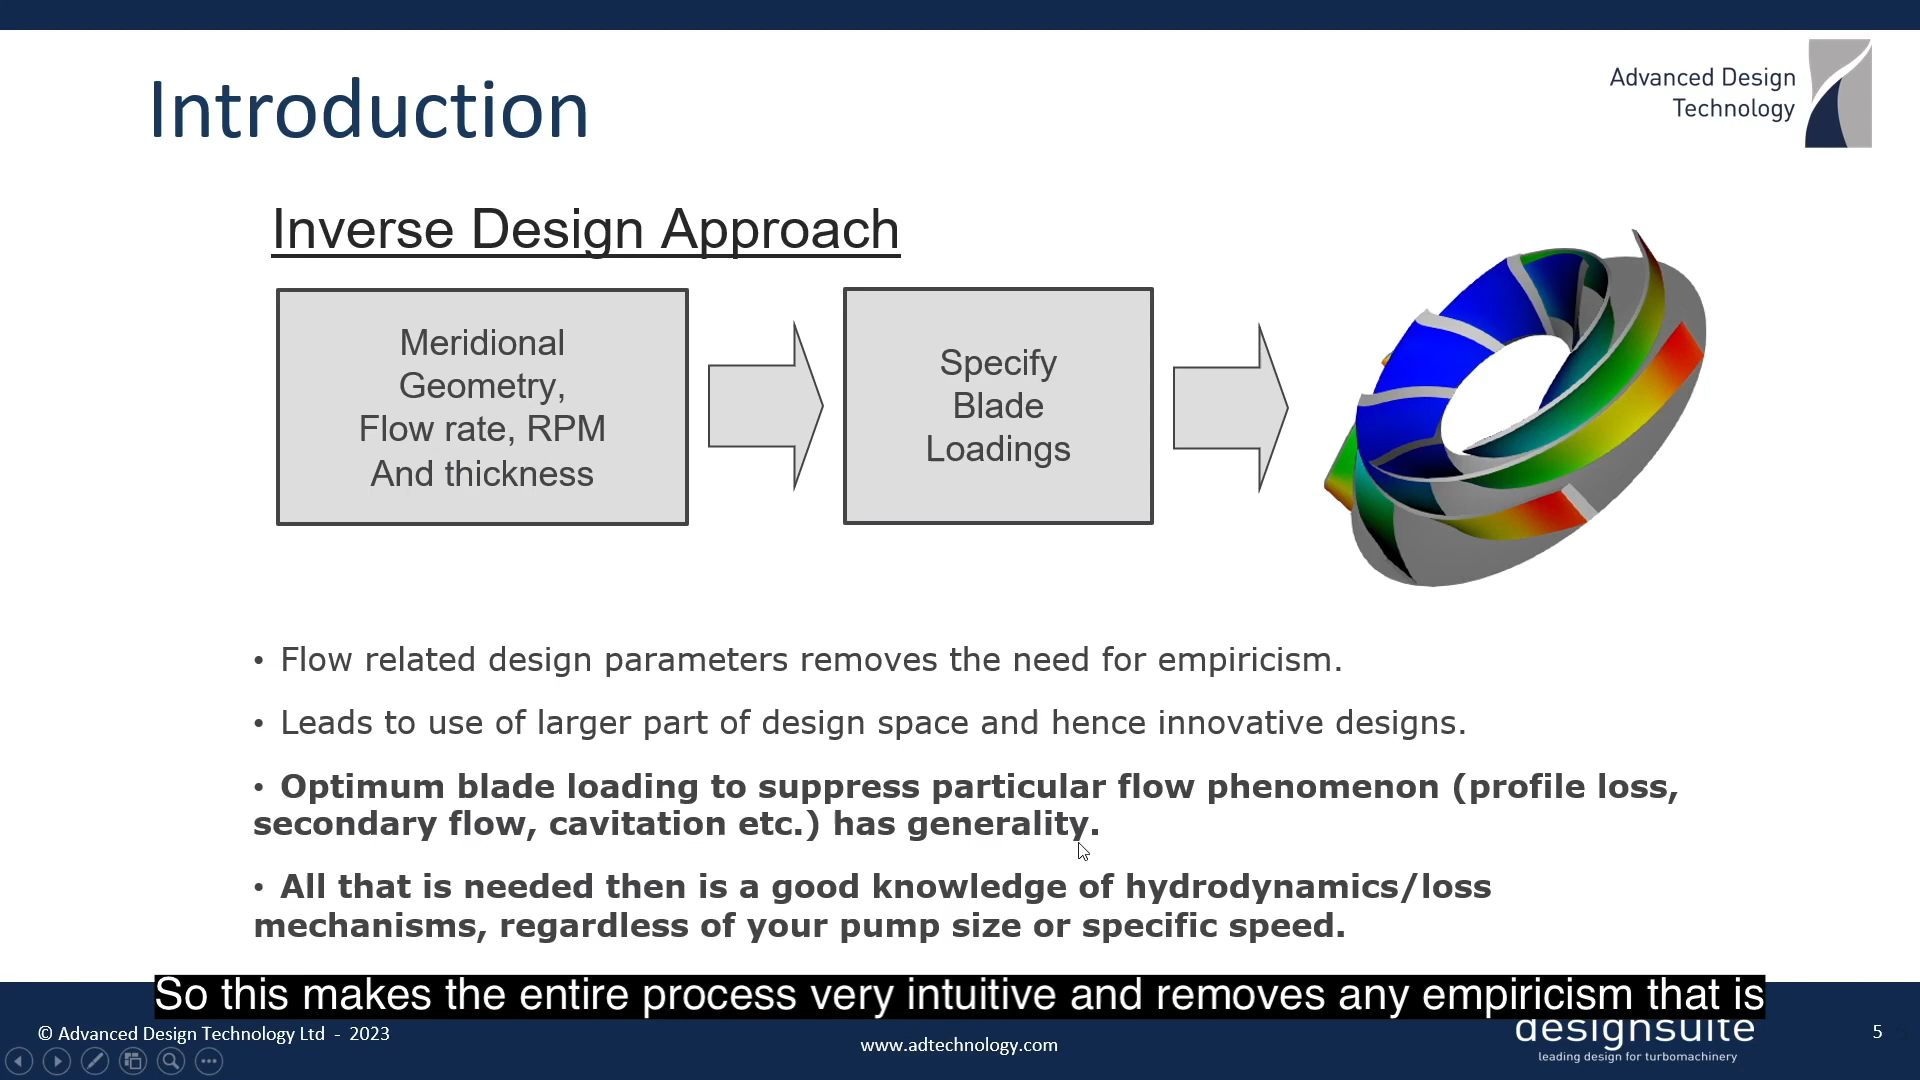 Introduction
Advanced Design
Technology
Inverse Design Approach
Meridional
Geometry,
Flow rate, RPM
And thickness
Specify
Blade
Loadings
• Flow related design parameters removes the need for empiricism.
• Leads to use of larger part of design space and hence innovative designs.
• Optimum blade loading to suppress particular flow phenomenon (profile loss,
secondary flow, cavitation etc.) has generality.
• All that is needed then is a good knowledge of hydrodynamics/loss
mechanisms, regardless of your pump size or specific speed.
So this makes the entire process very intuitive and removes any empiricism that is
© Advanced Design Technology Ltd - 2023
www.adtechnology.com
designsuite
leading design for turbomachinery
5